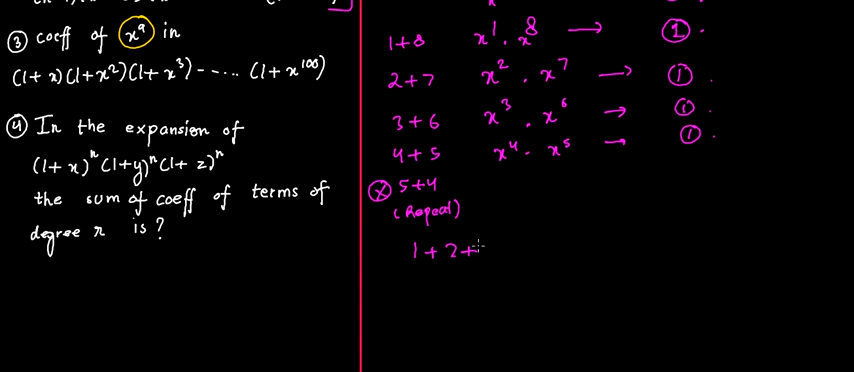 ③ coeff of x⁹ in
(1+x)(1+x²)(1+x³)-----(1+x¹⁰⁰)
④ In the expansion of
(1+x)ⁿ(1+y)ⁿ(1+z)ⁿ
the sum of coeff of terms of
degree r is?
1+8 x¹ . x⁸ → ① .
2+7 x² . x⁷ → ① .
3+6 x³ . x⁶ → ① .
4+5 x⁴ . x⁵ → ① .
ⓧ 5+4
(Repeat)
1+2+